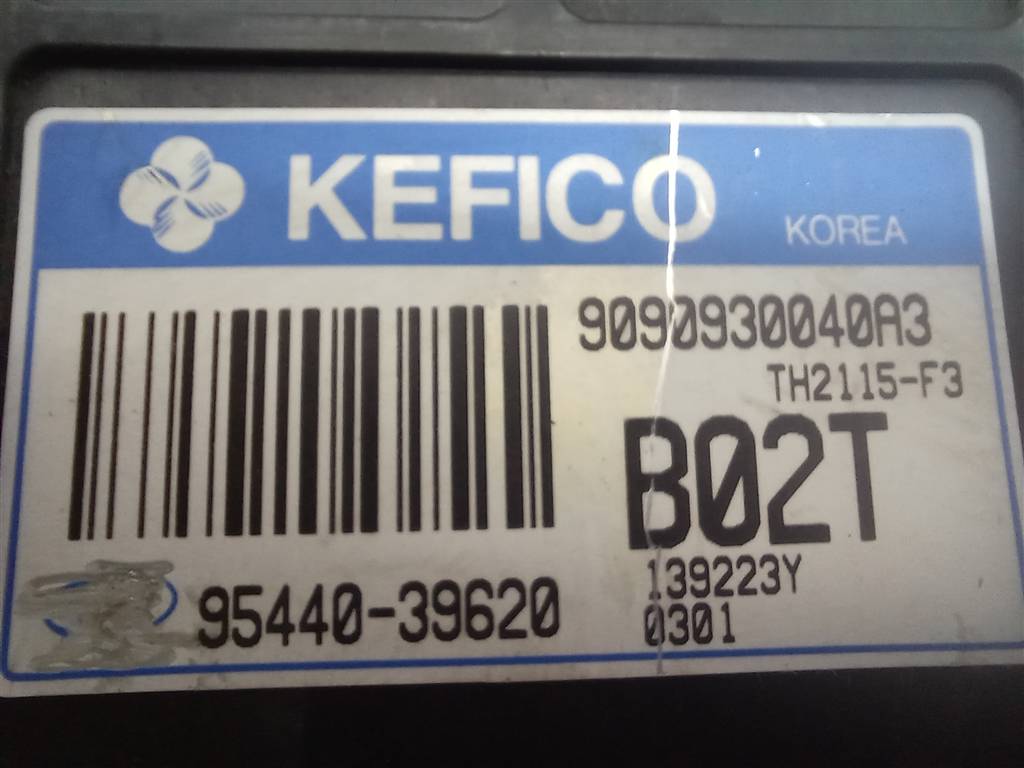 KEFICO KOREA
9090930040A3
TH2115-F3
B02T
139223Y
0301
95440-39620